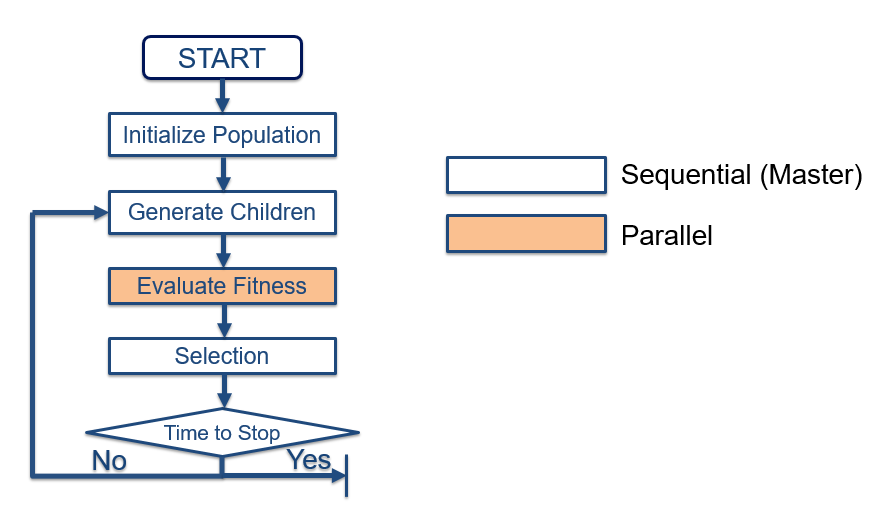 START
Initialize Population
Generate Children
Evaluate Fitness
Selection
Time to Stop
No
Yes
Sequential (Master)
Parallel